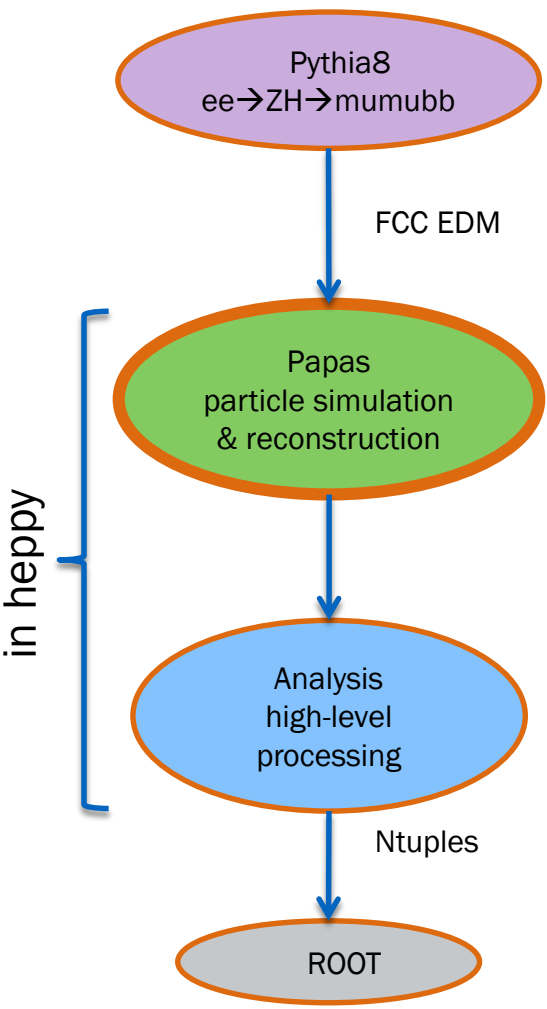 Pythia8
ee→ZH→mumubb
FCC EDM
Papas
particle simulation
& reconstruction
in heppy
Analysis
high-level
processing
Ntuples
ROOT